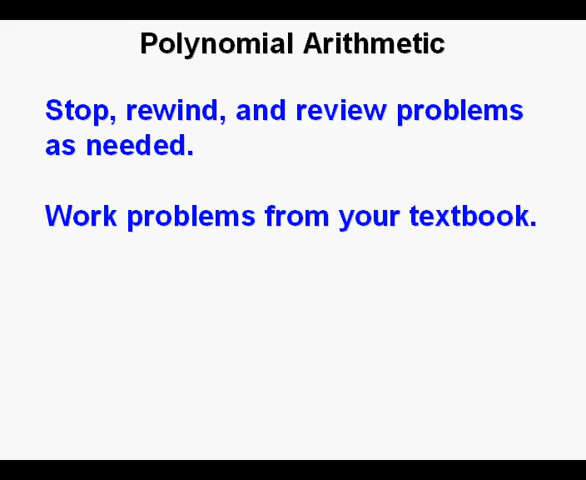 Polynomial Arithmetic
Stop, rewind, and review problems
as needed.
Work problems from your textbook.